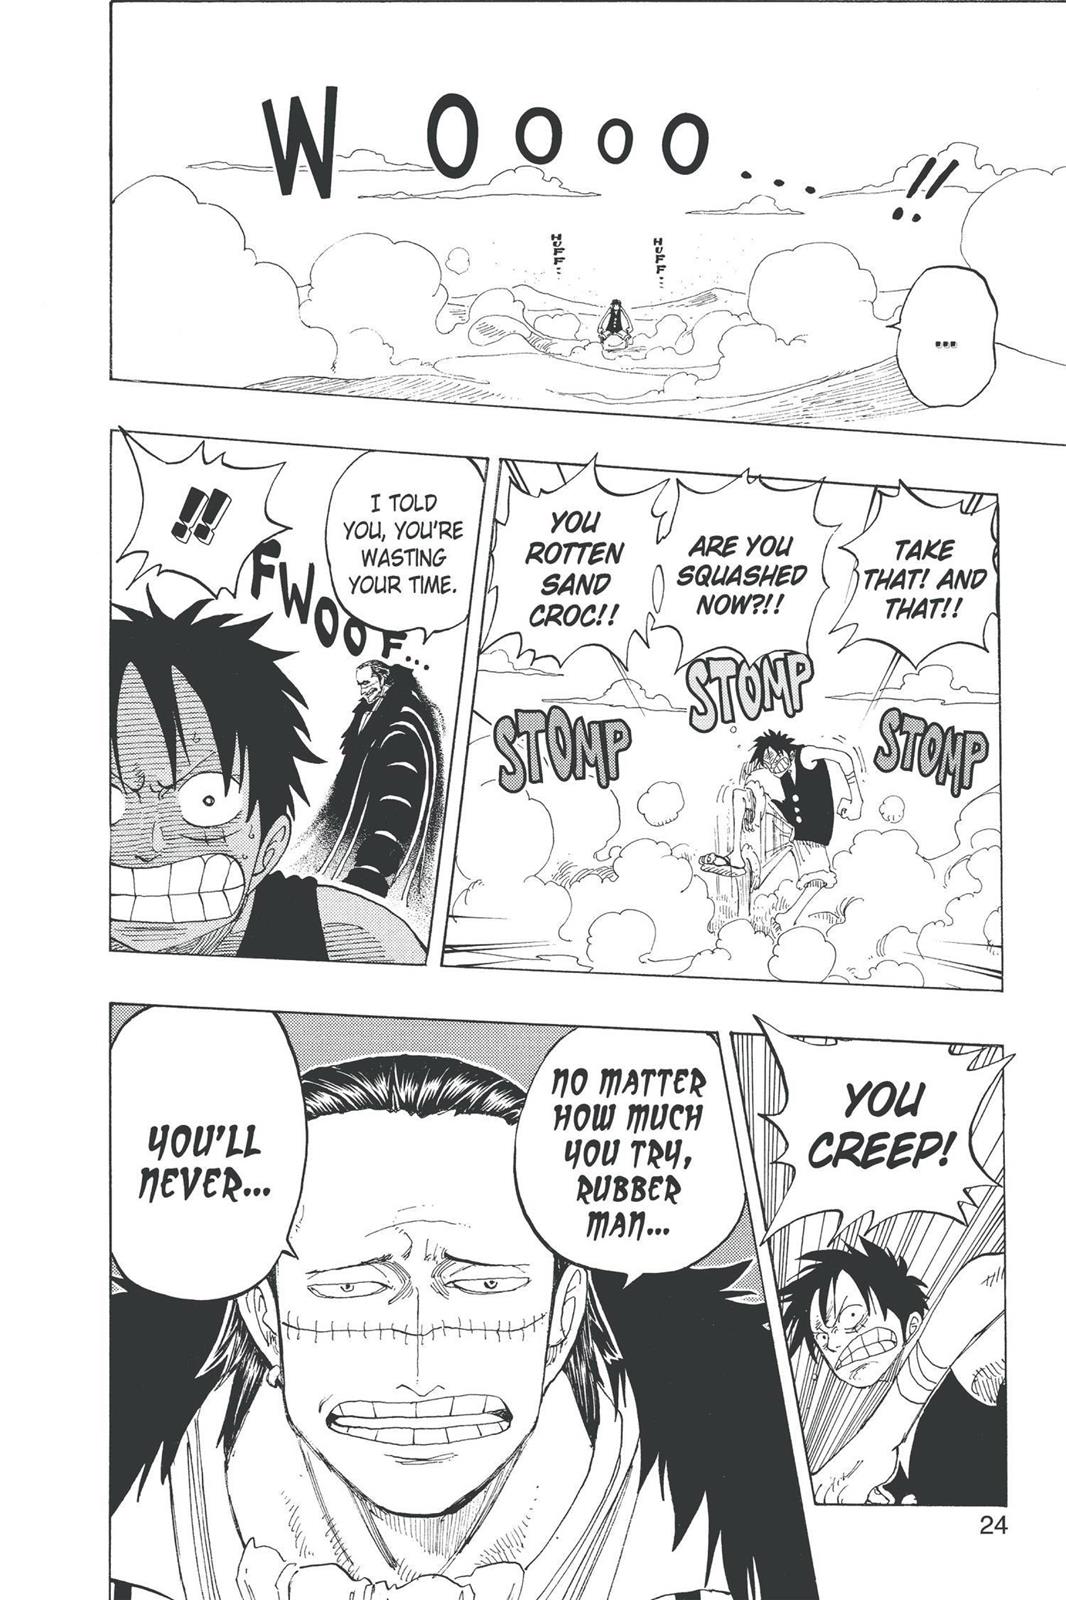 WOOOO...
!!
HUFF...
HUFF...
...
TAKE
THAT! AND
THAT!!
ARE YOU
SQUASHED
NOW?!!
YOU
ROTTEN
SAND
CROC!!
STOMP
STOMP
STOMP
I TOLD
YOU, YOU'RE
WASTING
YOUR TIME.
FWOOF...
!!
YOU
CREEP!
NO MATTER
HOW MUCH
YOU TRY,
RUBBER
MAN...
YOU'LL
NEVER...
24